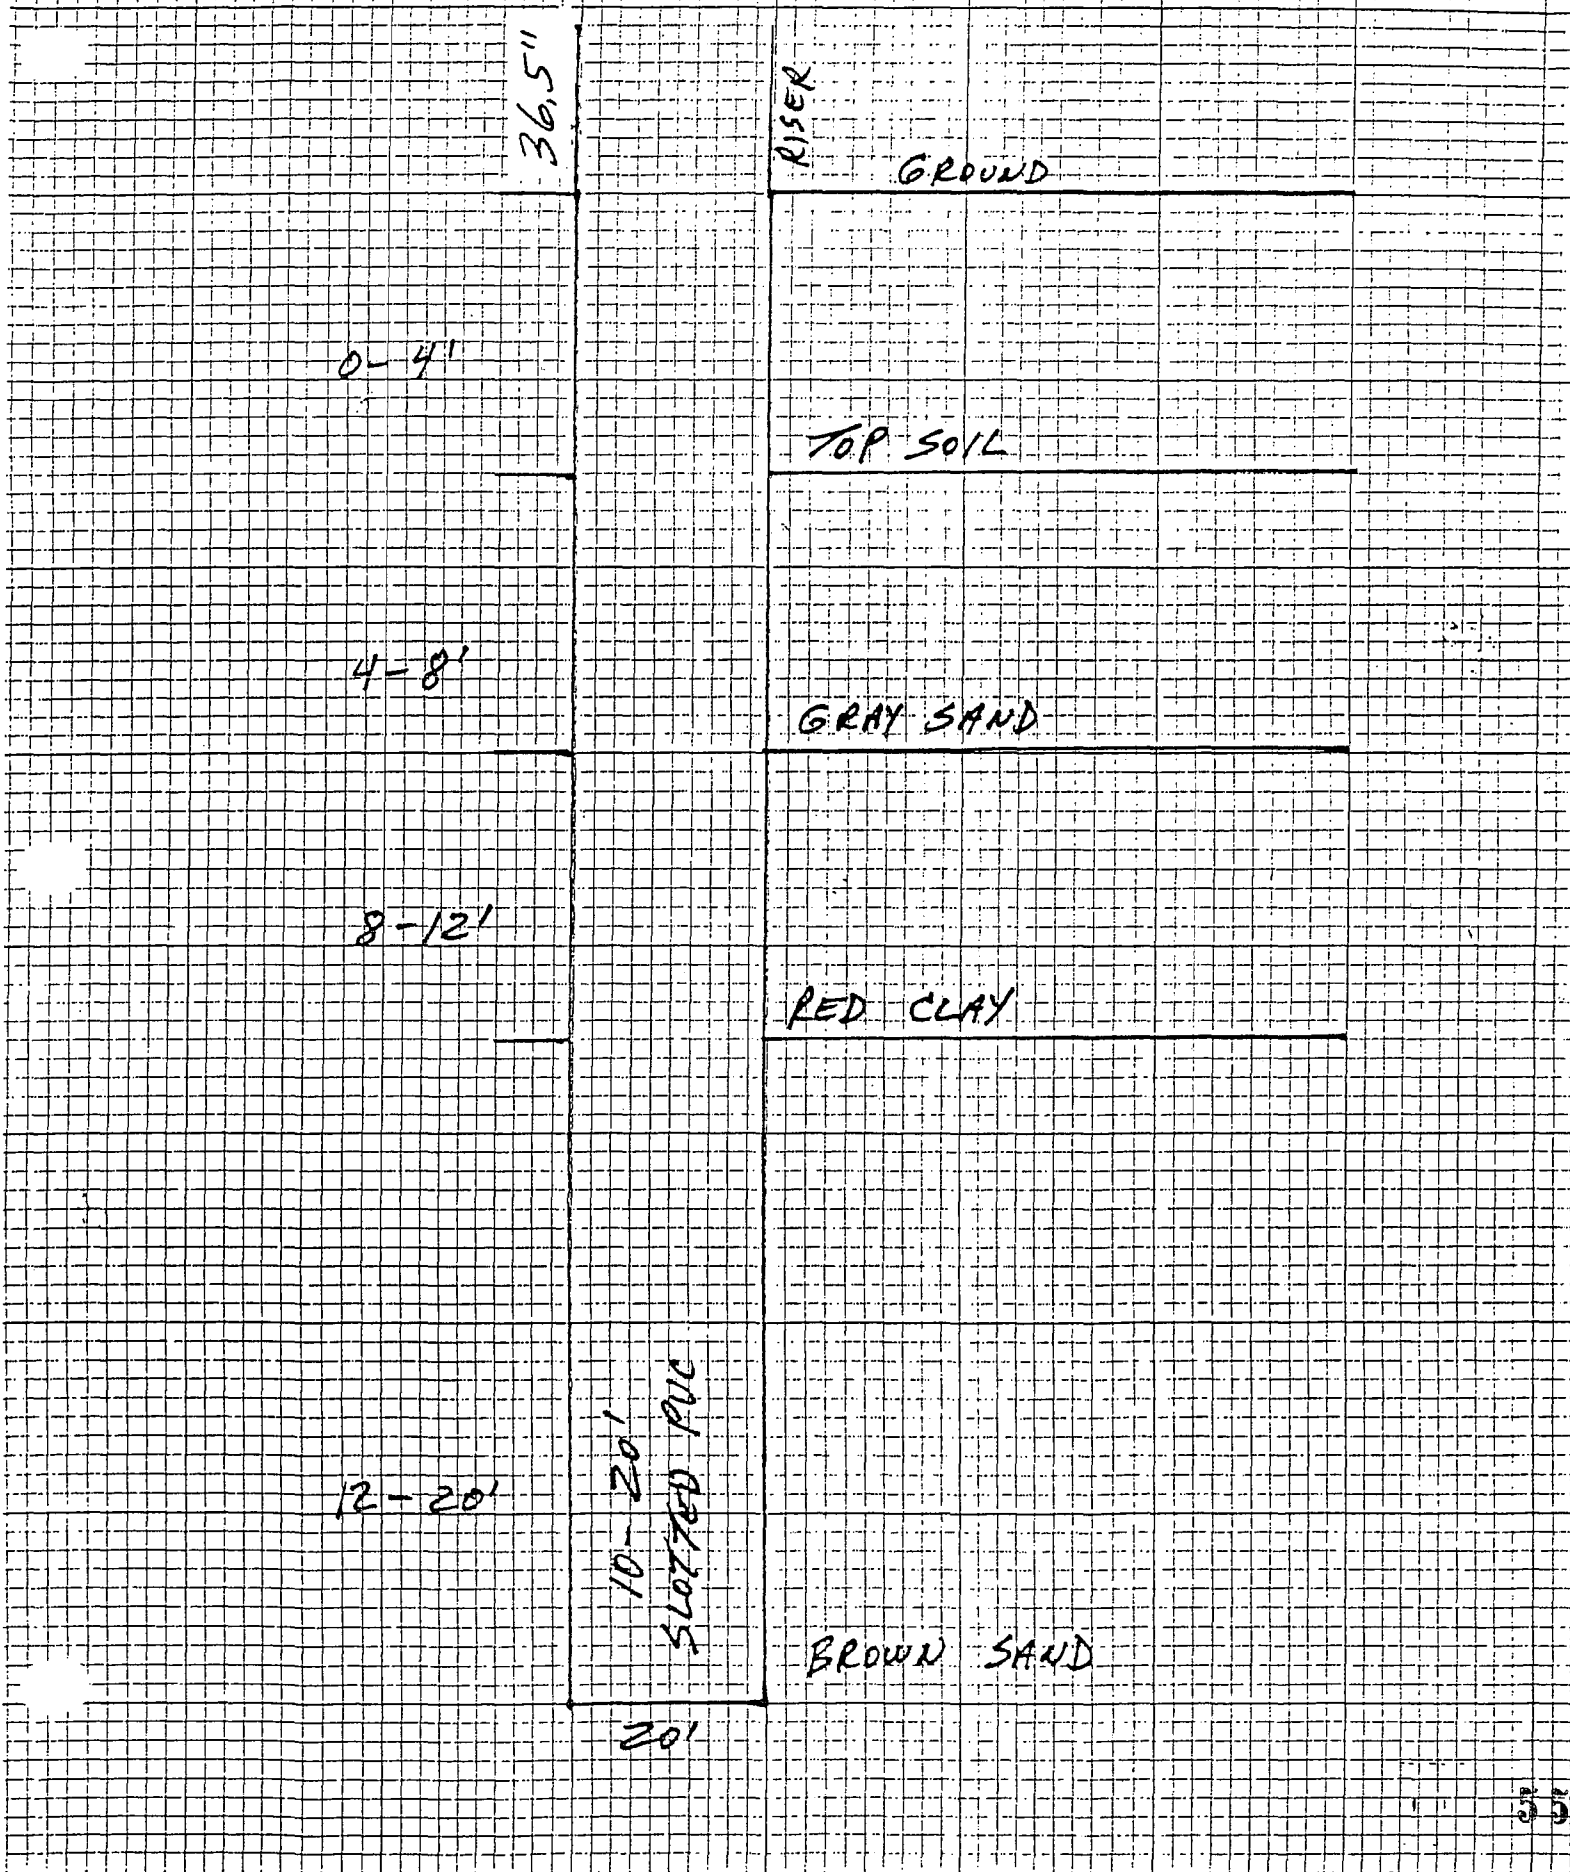 36.5"
RISER
GROUND
0-4'
TOP SOIL
4-8'
GRAY SAND
8-12'
RED CLAY
12-20'
10-20'
SLOTTED PVC
BROWN SAND
20'
55